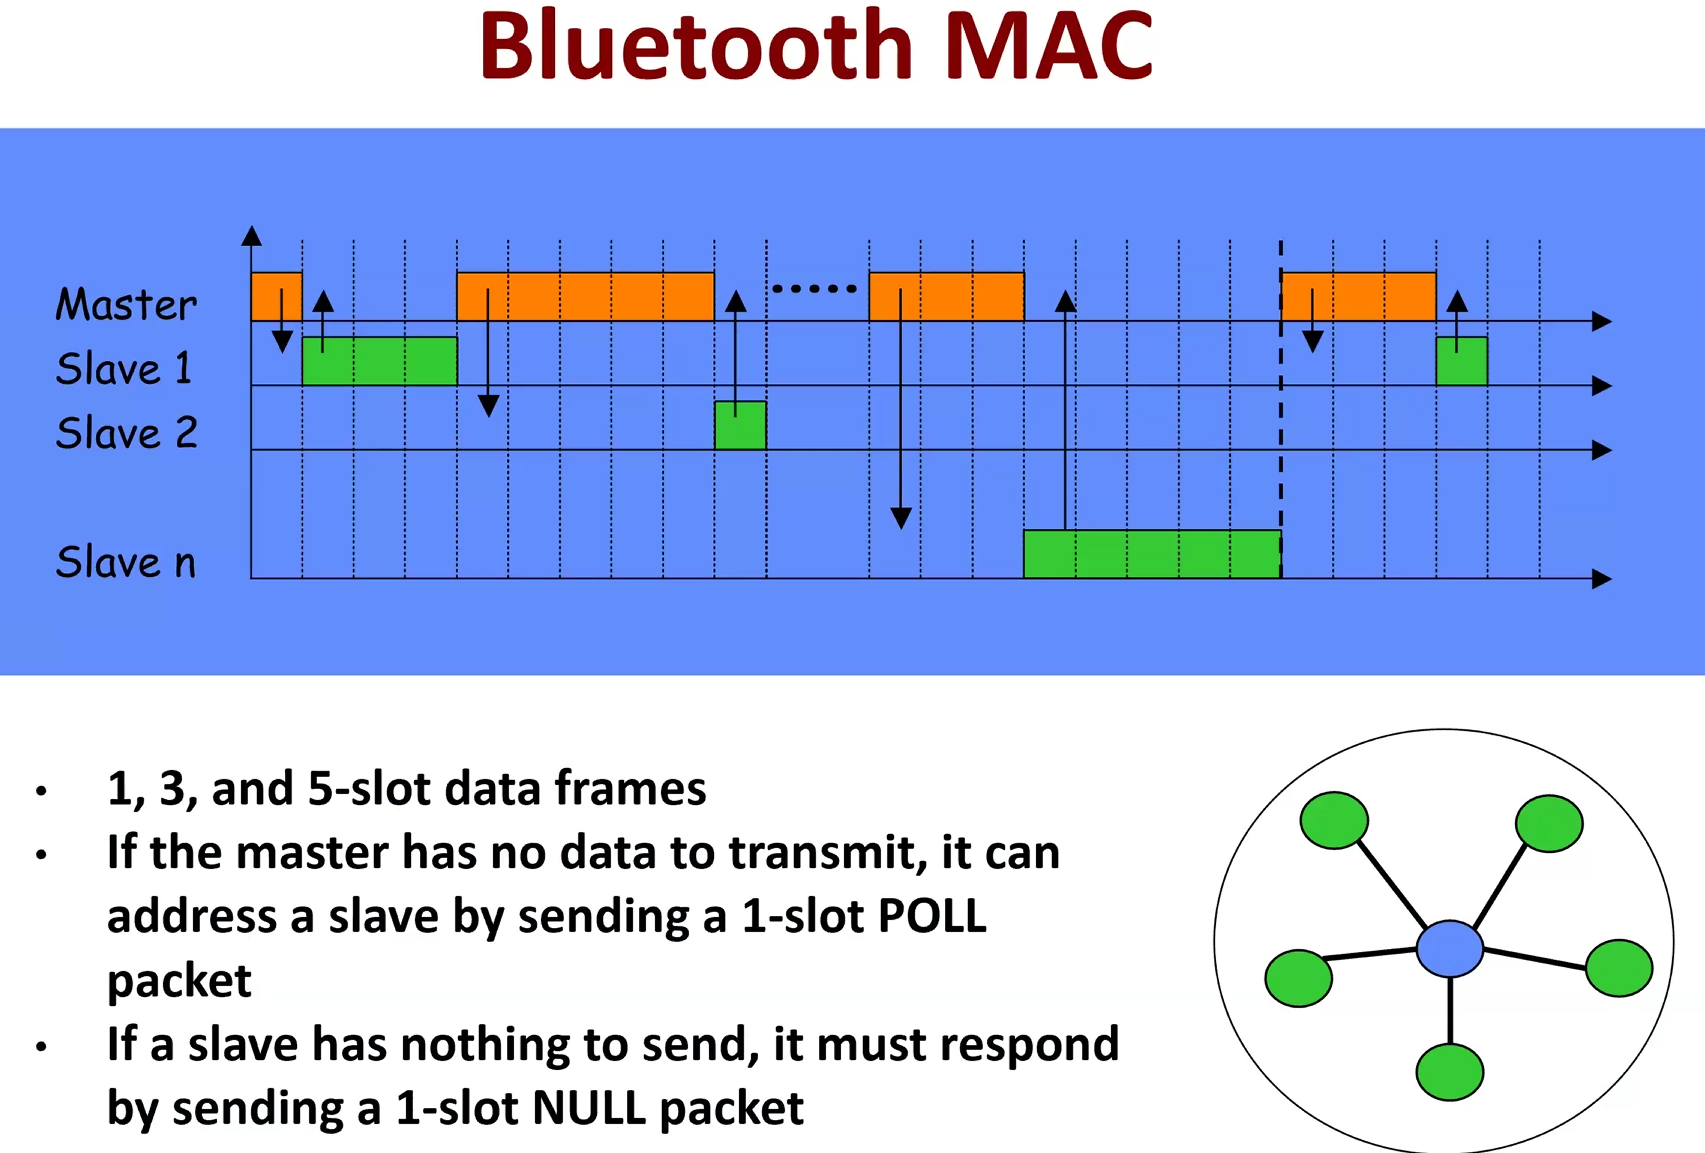 Bluetooth MAC
Master
Slave 1
Slave 2
Slave n
• 1, 3, and 5-slot data frames
• If the master has no data to transmit, it can
address a slave by sending a 1-slot POLL
packet
• If a slave has nothing to send, it must respond
by sending a 1-slot NULL packet